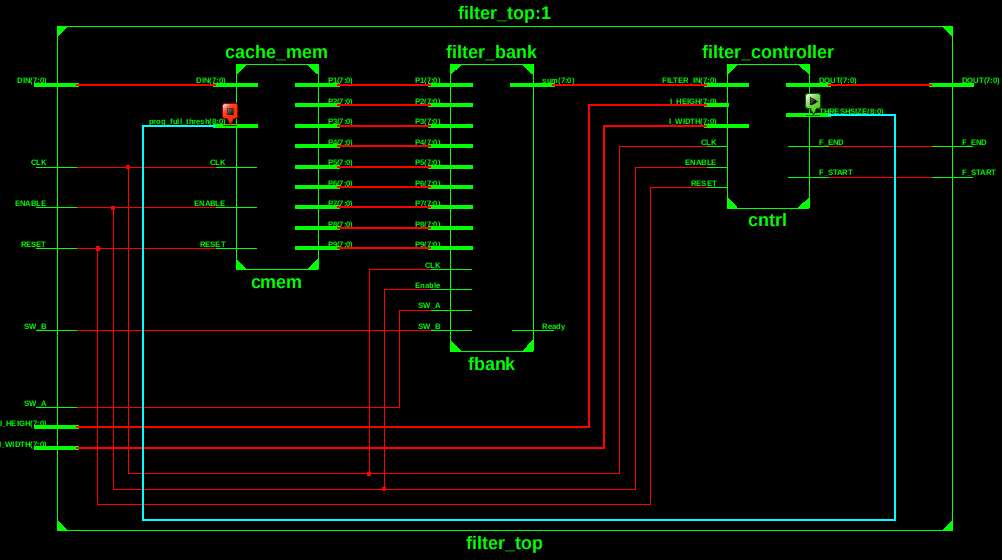 filter_top:1
cache_mem
filter_bank
filter_controller
DIN(7:0)
DIN(7:0)
P1(7:0)
P1(7:0)
sum(7:0)
FILTER_IN(7:0)
DOUT(7:0)
DOUT(7:0)
P2(7:0)
P2(7:0)
I_HEIGH(7:0)
THRESHSIZE(8:0)
prog_full_thresh(8:0)
P3(7:0)
P3(7:0)
I_WIDTH(7:0)
P4(7:0)
P4(7:0)
CLK
F_END
F_END
CLK
CLK
P5(7:0)
P5(7:0)
ENABLE
F_START
F_START
P6(7:0)
P6(7:0)
RESET
ENABLE
ENABLE
P7(7:0)
P7(7:0)
cntrl
P8(7:0)
P8(7:0)
RESET
RESET
P9(7:0)
P9(7:0)
CLK
cmem
Enable
SW_A
SW_B
SW_B
Ready
fbank
SW_A
I_HEIGH(7:0)
I_WIDTH(7:0)
filter_top